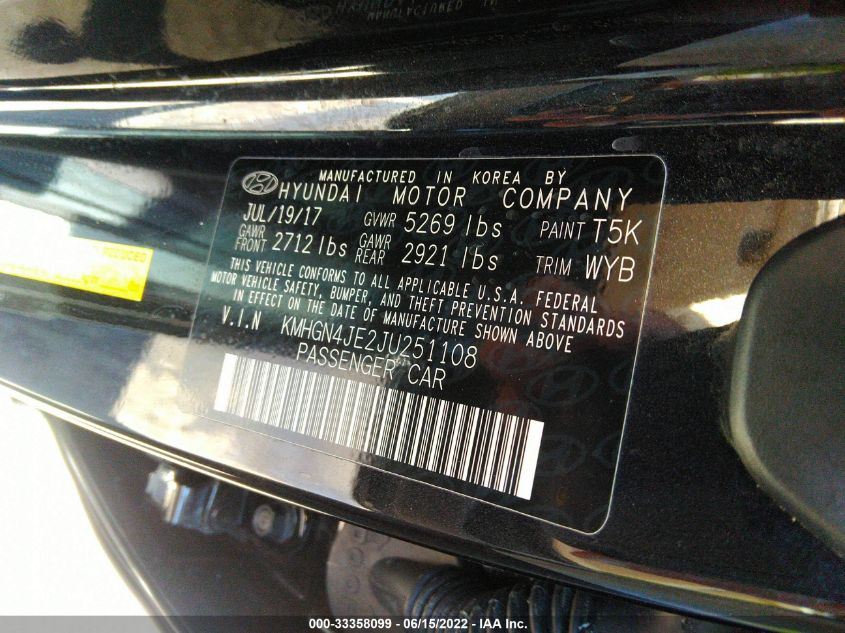 MANUFACTURED IN KOREA BY
HYUNDAI MOTOR COMPANY
JUL/19/17 GVWR 5269 lbs PAINT T5K
GAWR FRONT 2712 lbs GAWR REAR 2921 lbs TRIM WYB
THIS VEHICLE CONFORMS TO ALL APPLICABLE U.S.A. FEDERAL
MOTOR VEHICLE SAFETY, BUMPER, AND THEFT PREVENTION STANDARDS
IN EFFECT ON THE DATE OF MANUFACTURE SHOWN ABOVE
V.I.N KMHGN4JE2JU251108
PASSENGER CAR
000-33358099 - 06/15/2022 - IAA Inc.